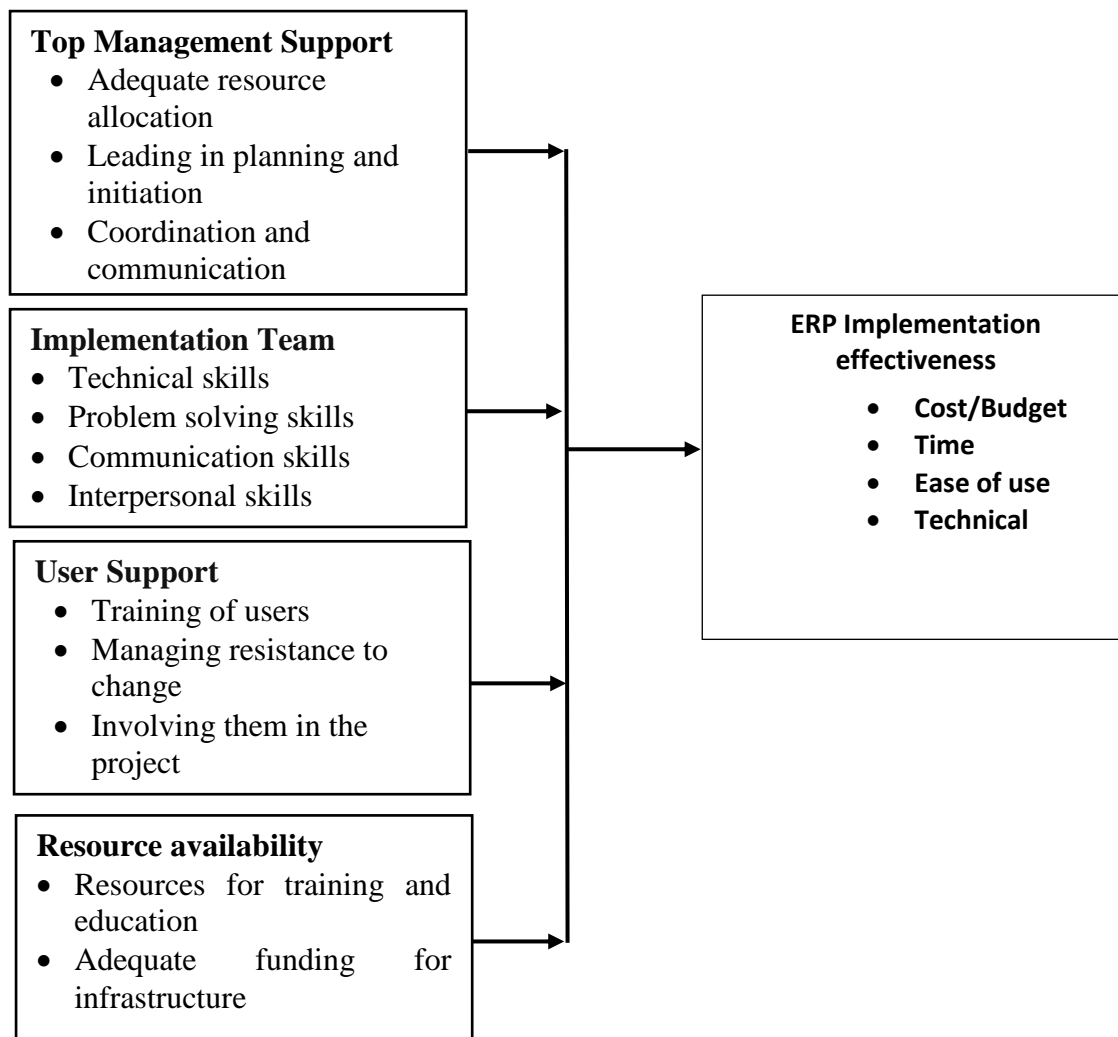 Top Management Support
• Adequate resource
allocation
• Leading in planning and
initiation
• Coordination and
communication
Implementation Team
• Technical skills
• Problem solving skills
• Communication skills
• Interpersonal skills
User Support
• Training of users
• Managing resistance to
change
• Involving them in the
project
Resource availability
• Resources for training and
education
• Adequate funding for
infrastructure
ERP Implementation
effectiveness
• Cost/Budget
• Time
• Ease of use
• Technical